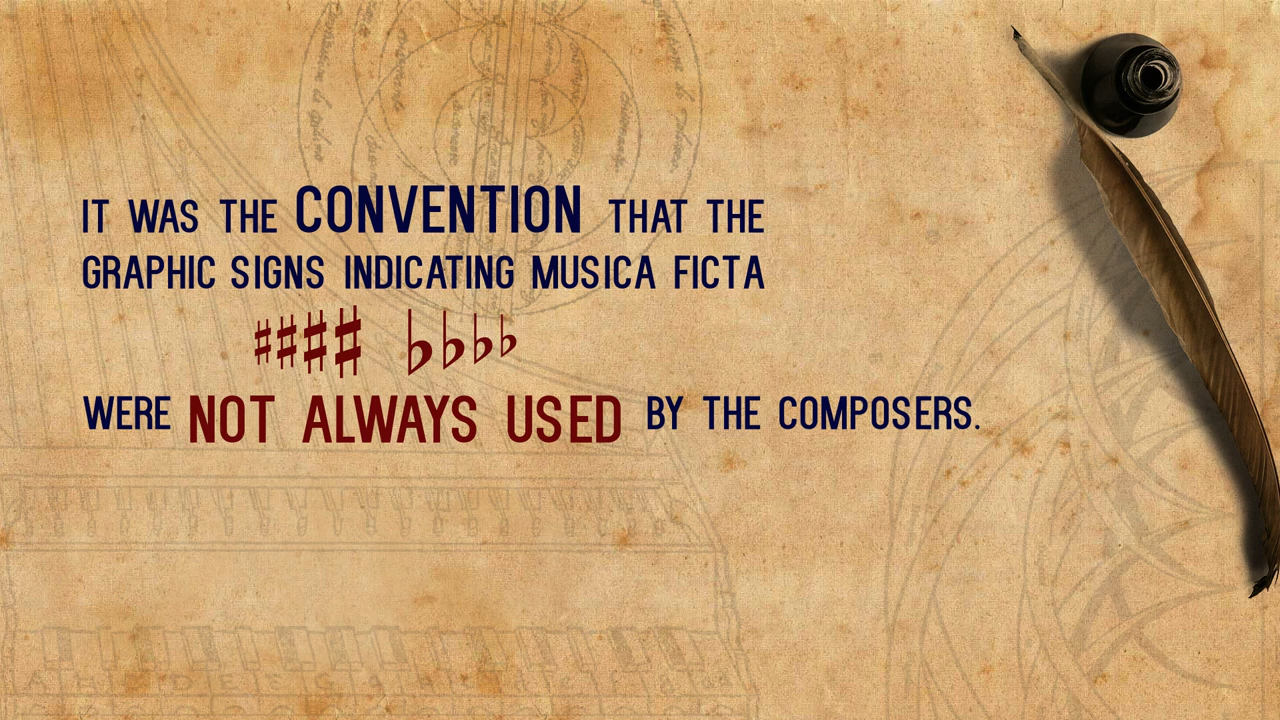 IT WAS THE CONVENTION THAT THE
GRAPHIC SIGNS INDICATING MUSICA FICTA
♯♯♯♯ ♭♭♭♭
WERE NOT ALWAYS USED BY THE COMPOSERS.